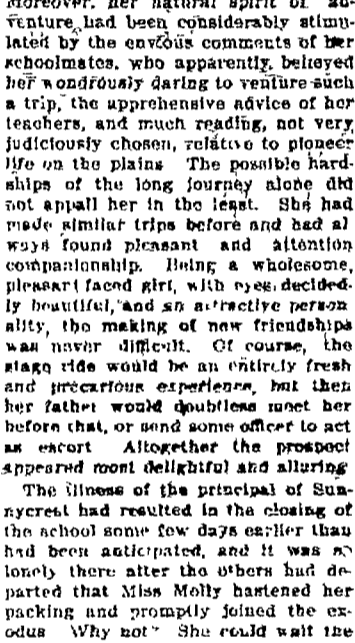 Moreover, her natural spirit of ad-
venture had been considerably stimu-
lated by the envious comments of her
schoolmates, who apparently believed
her wondrously daring to venture such
a trip, the apprehensive advice of her
teachers, and much reading, not very
judiciously chosen, relative to pioneer
life on the plains The possible hard-
ships of the long journey alone did
not appall her in the least. She had
made similar trips before and had al
ways found pleasant and attention
companionship. Being a wholesome,
pleasant faced girl, with eyes decided-
ly beautiful, and an attractive person
ality, the making of new friendships
was never difficult. Of course, the
stage ride would be an entirely fresh
and precarious experience, but then
her father would doubtless meet her
before that, or send some officer to act
as escort Altogether the prospect
appeared most delightful and alluring
The illness of the principal of Sun-
nycrest had resulted in the closing of
the school some few days earlier than
had been anticipated, and it was so
lonely there after the others had de-
parted that Miss Molly hastened her
packing and promptly joined the ex-
odus Why not? She could wait the